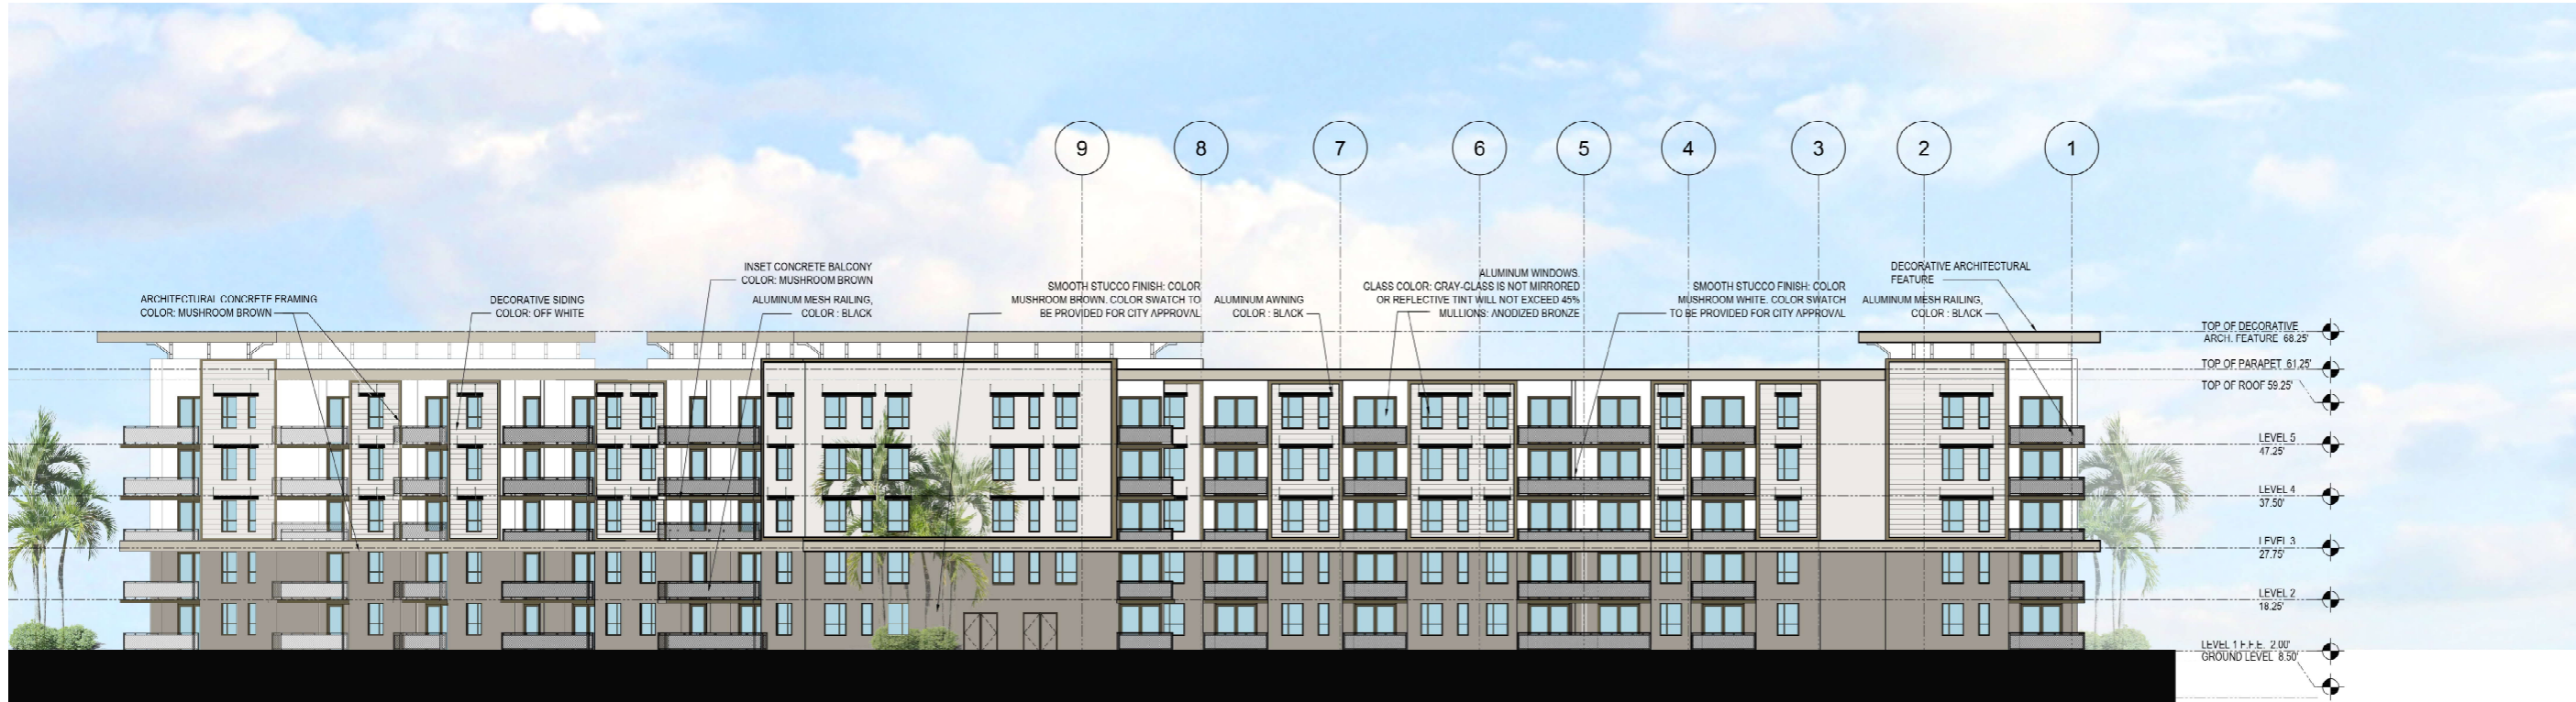 9
8
7
6
5
4
3
2
1
INSET CONCRETE BALCONY
COLOR: MUSHROOM BROWN
ALUMINUM WINDOWS.
DECORATIVE ARCHITECTURAL
FEATURE
ARCHITECTURAL CONCRETE FRAMING
COLOR: MUSHROOM BROWN
DECORATIVE SIDING
COLOR: OFF WHITE
ALUMINUM MESH RAILING,
COLOR : BLACK
SMOOTH STUCCO FINISH: COLOR
MUSHROOM BROWN. COLOR SWATCH TO
BE PROVIDED FOR CITY APPROVAL
ALUMINUM AWNING
COLOR : BLACK
GLASS COLOR: GRAY-GLASS IS NOT MIRRORED
OR REFLECTIVE TINT WILL NOT EXCEED 45%
MULLIONS: ANODIZED BRONZE
SMOOTH STUCCO FINISH: COLOR
MUSHROOM WHITE. COLOR SWATCH
TO BE PROVIDED FOR CITY APPROVAL
ALUMINUM MESH RAILING,
COLOR : BLACK
TOP OF DECORATIVE
ARCH. FEATURE 68.25'
TOP OF PARAPET 61.25'
TOP OF ROOF 59.25'
LEVEL 5
47.25'
LEVEL 4
37.50'
LEVEL 3
27.75'
LEVEL 2
18.25'
LEVEL 1 F.F.E. 2.00'
GROUND LEVEL 8.50'